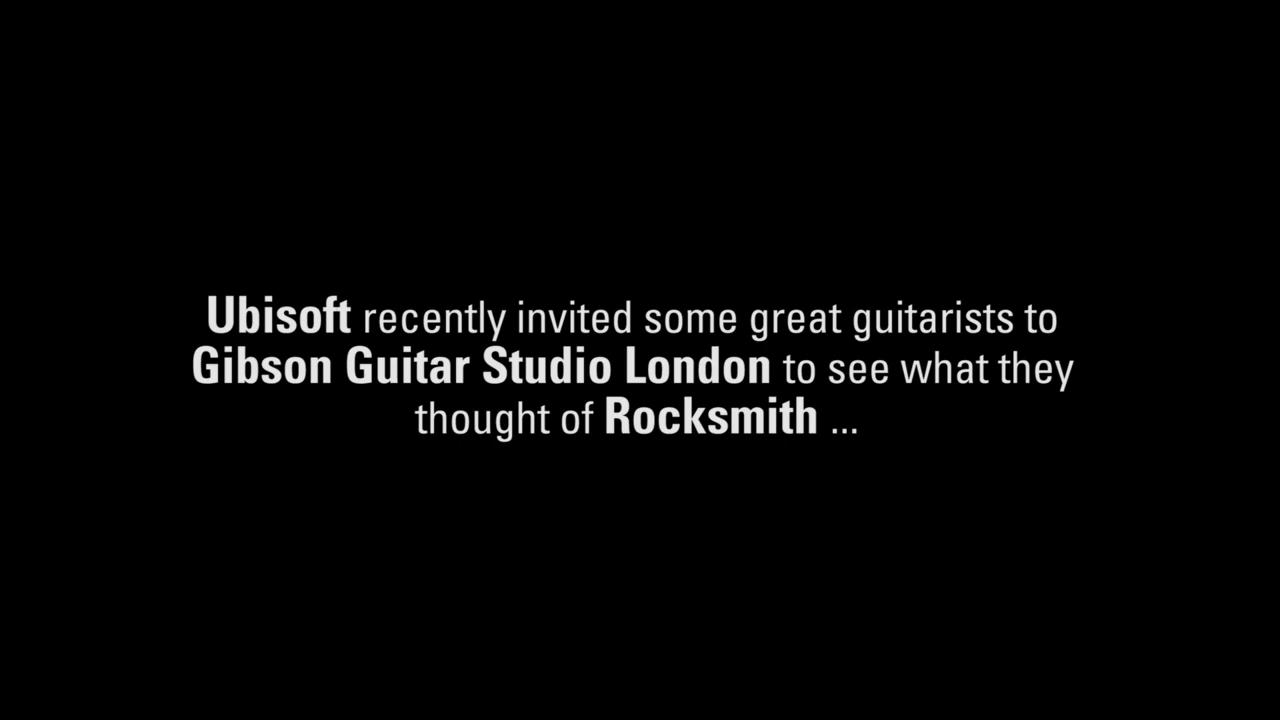 Ubisoft recently invited some great guitarists to
Gibson Guitar Studio London to see what they
thought of Rocksmith ...